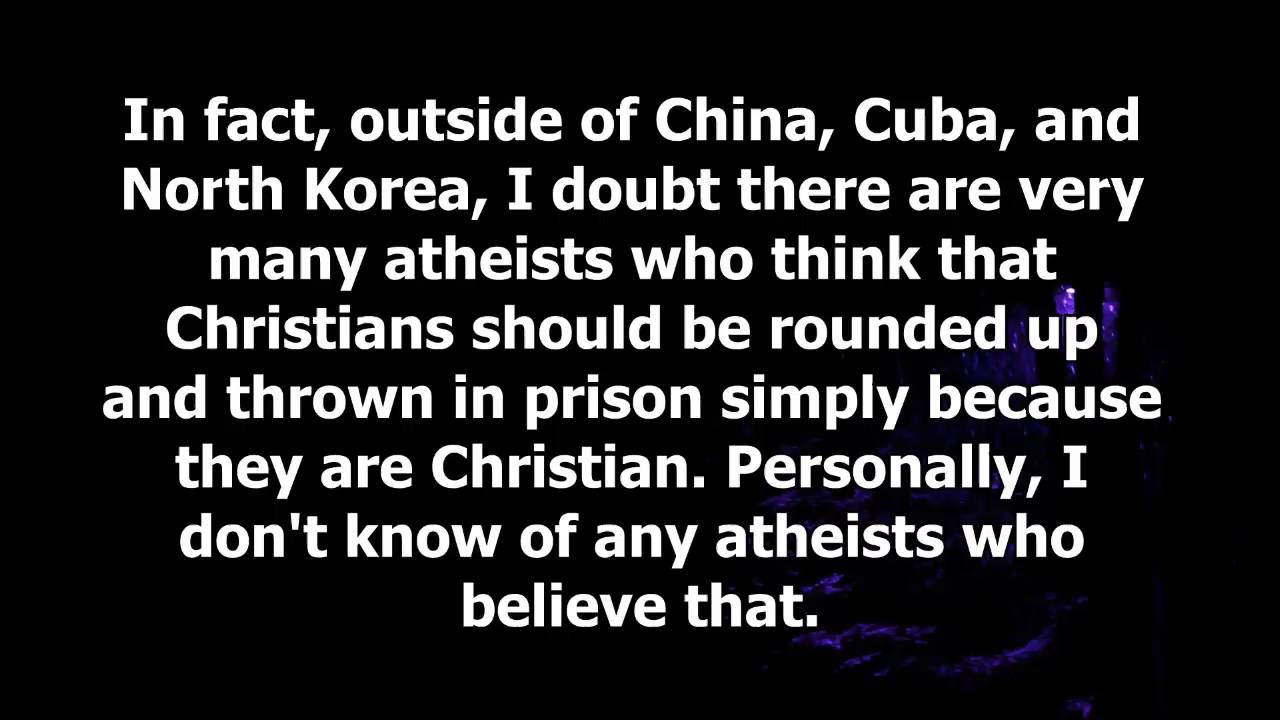 In fact, outside of China, Cuba, and
North Korea, I doubt there are very
many atheists who think that
Christians should be rounded up
and thrown in prison simply because
they are Christian. Personally, I
don't know of any atheists who
believe that.